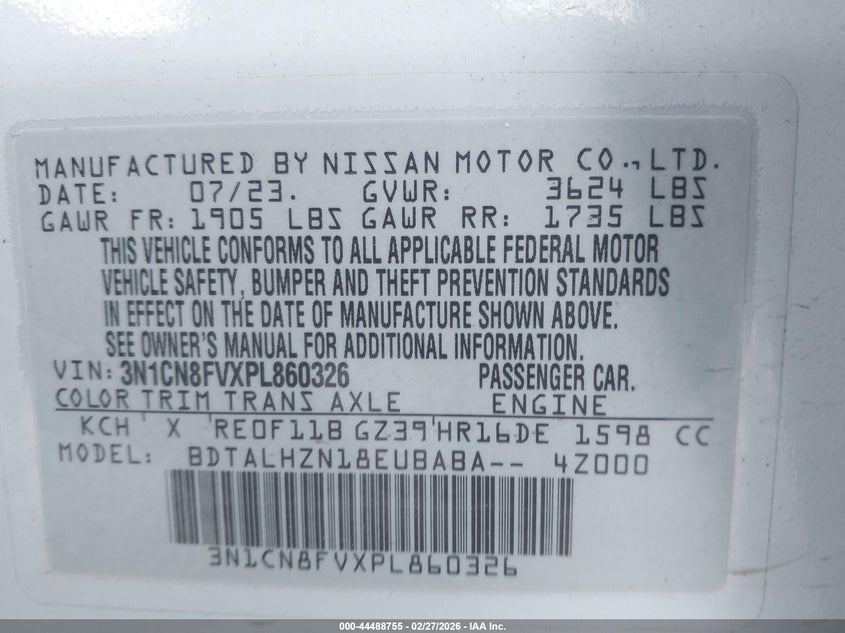 MANUFACTURED BY NISSAN MOTOR CO., LTD.
DATE: 07/23. GVWR: 3624 LBS
GAWR FR: 1905 LBS GAWR RR: 1735 LBS
THIS VEHICLE CONFORMS TO ALL APPLICABLE FEDERAL MOTOR
VEHICLE SAFETY, BUMPER AND THEFT PREVENTION STANDARDS
IN EFFECT ON THE DATE OF MANUFACTURE SHOWN ABOVE.
SEE OWNER'S MANUAL FOR ADDITIONAL INFORMATION.
VIN: 3N1CN8FVXPL860326 PASSENGER CAR.
COLOR TRIM TRANS AXLE ENGINE
KCH X RE0F11B GZ39 HR16DE 1598 CC
MODEL: BDTALHZN18EUBABA-- 4Z000
3N1CN8FVXPL860326
000-44488755 - 02/27/2026 - IAA Inc.